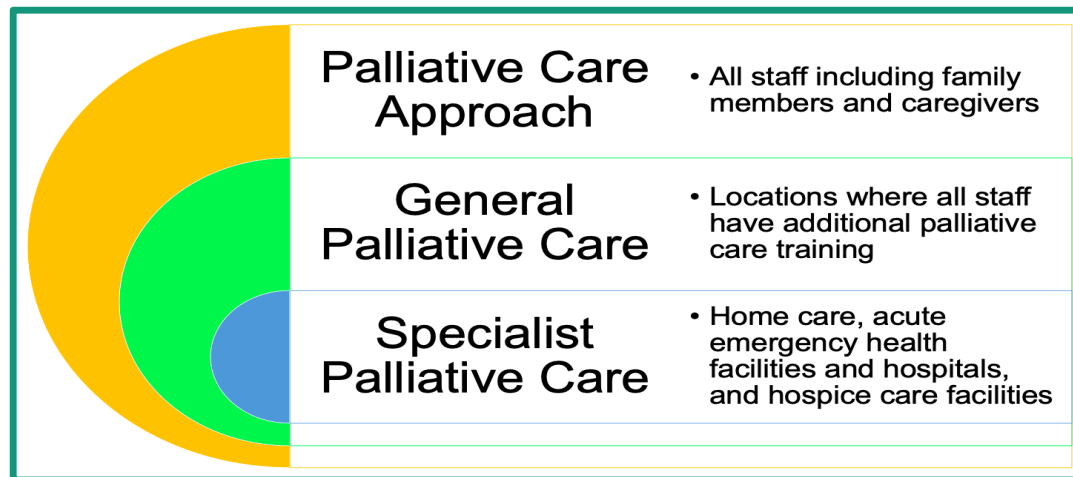 Palliative Care
Approach
• All staff including family
members and caregivers
General
Palliative Care
• Locations where all staff
have additional palliative
care training
Specialist
Palliative Care
• Home care, acute
emergency health
facilities and hospitals,
and hospice care facilities